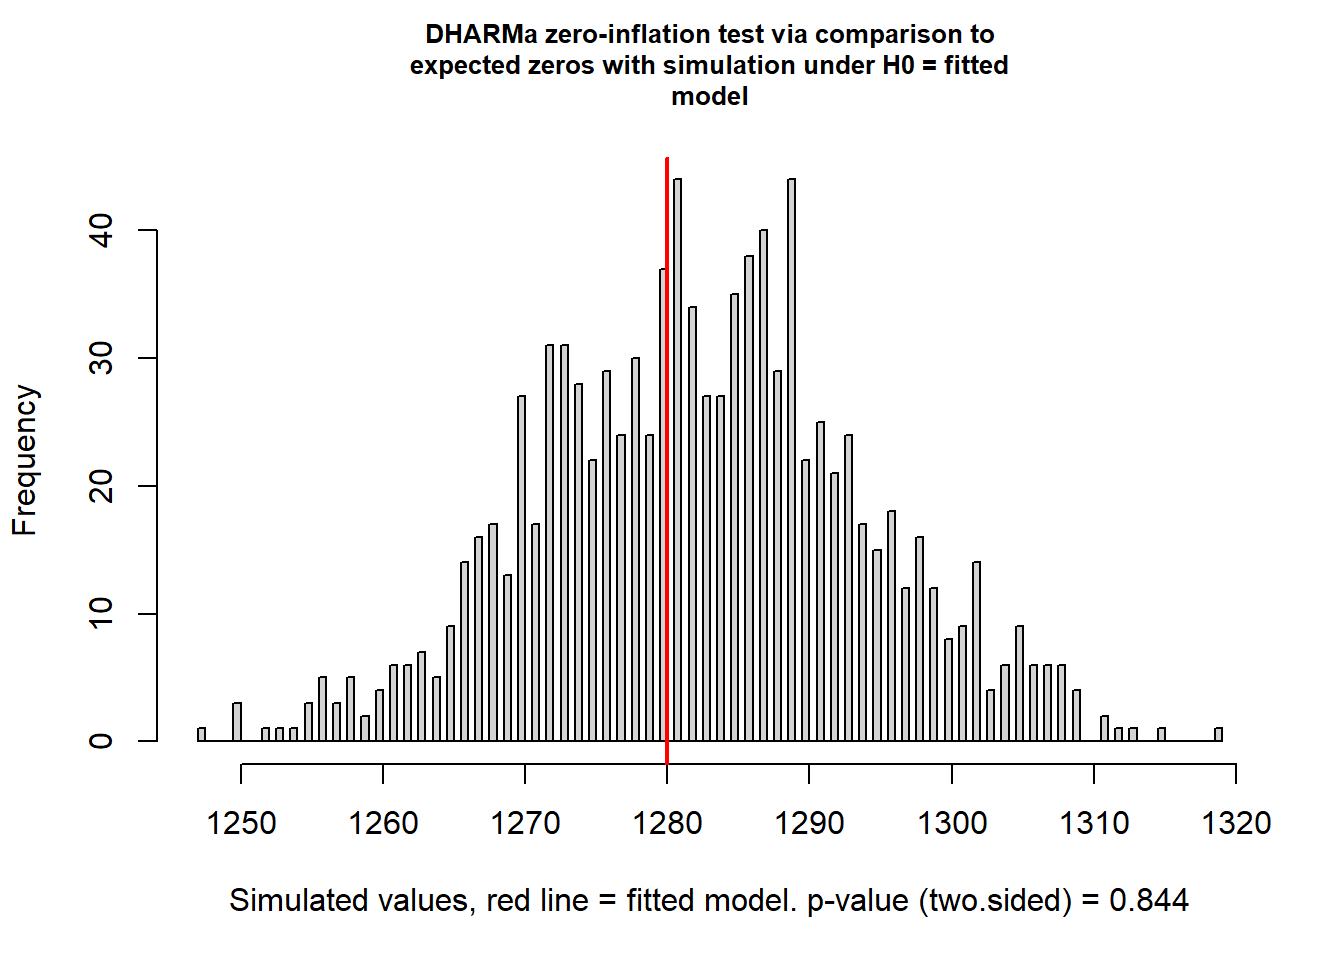 DHARMa zero-inflation test via comparison to
expected zeros with simulation under H0 = fitted
model
Frequency
40
30
20
10
0
1250 1260 1270 1280 1290 1300 1310 1320
Simulated values, red line = fitted model. p-value (two.sided) = 0.844